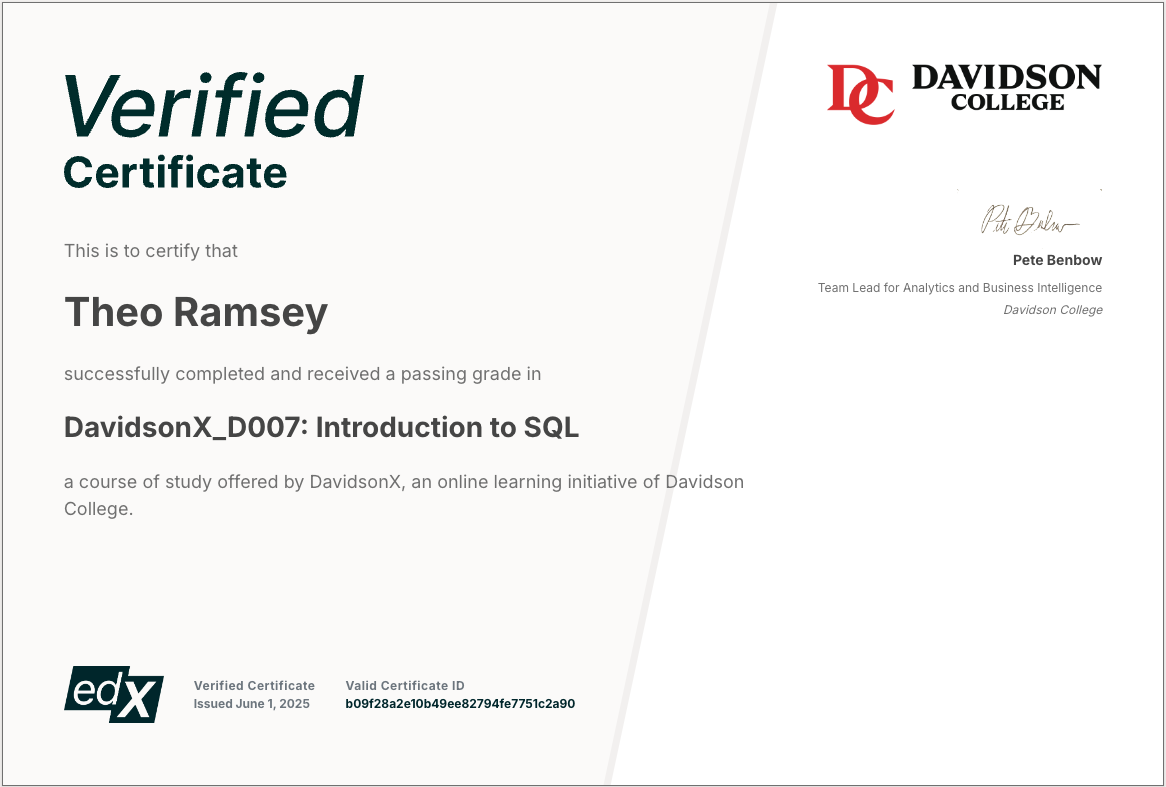 Verified
Certificate
This is to certify that
Theo Ramsey
successfully completed and received a passing grade in
DavidsonX_D007: Introduction to SQL
a course of study offered by DavidsonX, an online learning initiative of Davidson
College.
edX
Verified Certificate
Issued June 1, 2025
Valid Certificate ID
b09f28a2e10b49ee82794fe7751c2a90
DC
DAVIDSON
COLLEGE
Pete Benbow
Pete Benbow
Team Lead for Analytics and Business Intelligence
Davidson College